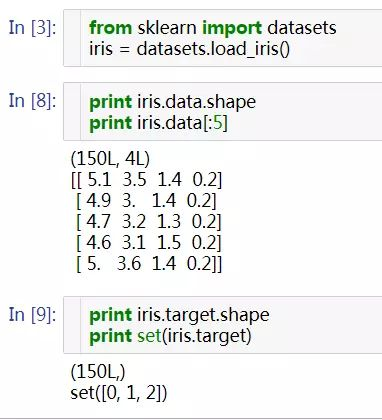 In [3]: from sklearn import datasets
iris = datasets.load_iris()
In [8]: print iris.data.shape
print iris.data[:5]
(150L, 4L)
[[ 5.1  3.5  1.4  0.2]
[ 4.9  3.   1.4  0.2]
[ 4.7  3.2  1.3  0.2]
[ 4.6  3.1  1.5  0.2]
[ 5.   3.6  1.4  0.2]]
In [9]: print iris.target.shape
print set(iris.target)
(150L,)
set([0, 1, 2])